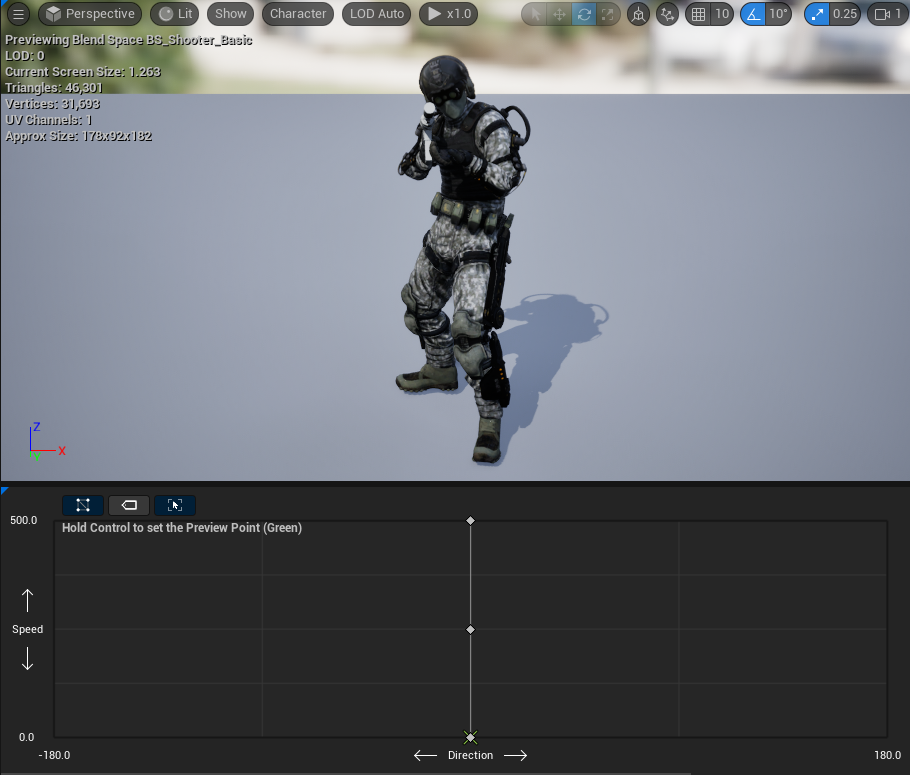 Perspective Lit Show Character LOD Auto x1.0 10 10° 0.25 1
Previewing Blend Space BS_Shooter_Basic
LOD: 0
Current Screen Size: 1.263
Triangles: 46,301
Vertices: 31,693
UV Channels: 1
Approx Size: 178x92x182
Z
X
Y
500.0
Hold Control to set the Preview Point (Green)
Speed
0.0
-180.0 Direction 180.0